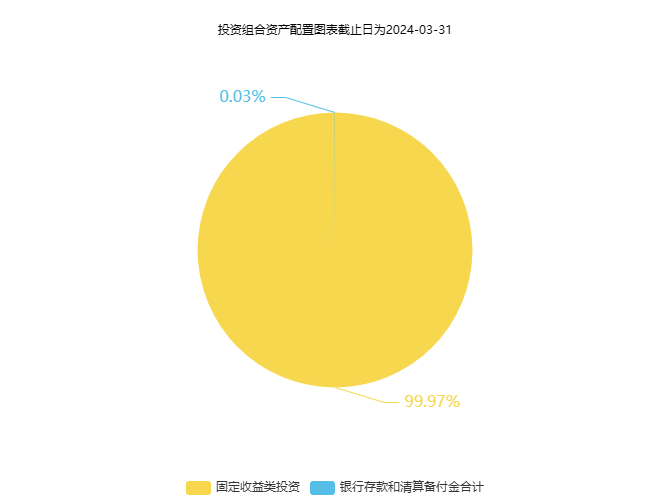 投资组合资产配置图表截止日为2024-03-31
0.03%
99.97%
固定收益类投资 银行存款和清算备付金合计